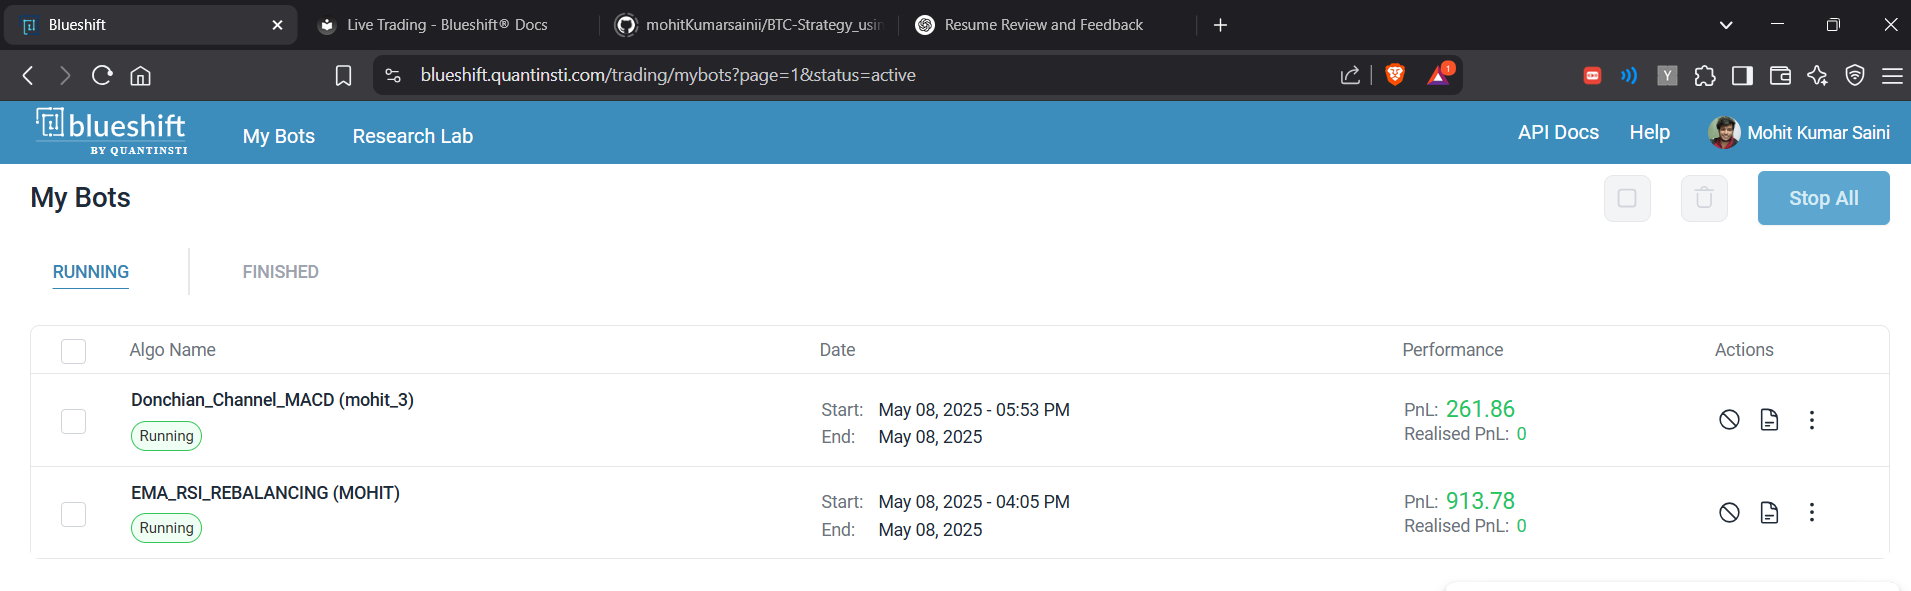 Blueshift
Live Trading - Blueshift® Docs
mohitKumarsainii/BTC-Strategy_usin
Resume Review and Feedback
blueshift.quantinsti.com/trading/mybots?page=1&status=active
1
Y
blueshift
BY QUANTINSTI
My Bots
Research Lab
API Docs
Help
Mohit Kumar Saini
My Bots
Stop All
RUNNING
FINISHED
Algo Name
Date
Performance
Actions
Donchian_Channel_MACD (mohit_3)
Running
Start: May 08, 2025 - 05:53 PM
End: May 08, 2025
PnL: 261.86
Realised PnL: 0
EMA_RSI_REBALANCING (MOHIT)
Running
Start: May 08, 2025 - 04:05 PM
End: May 08, 2025
PnL: 913.78
Realised PnL: 0